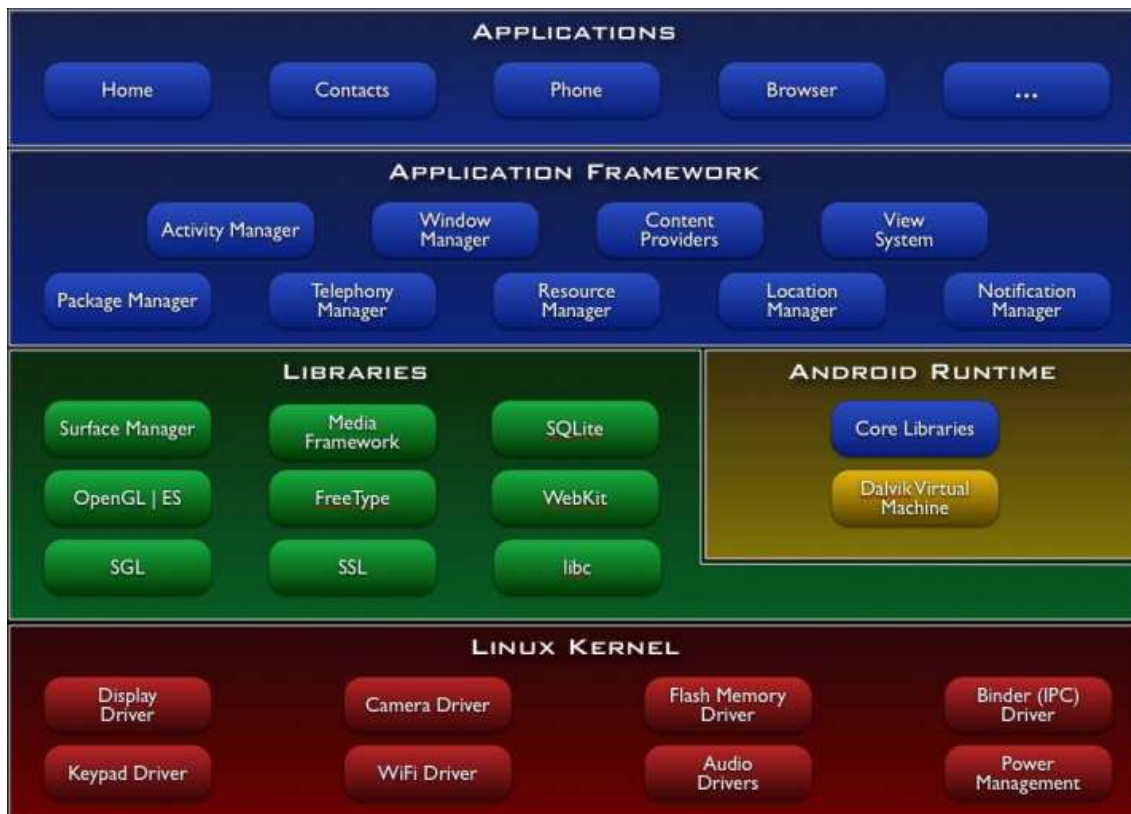 APPLICATIONS
Home
Contacts
Phone
Browser
...
APPLICATION FRAMEWORK
Activity Manager
Window
Manager
Content
Providers
View
System
Package Manager
Telephony
Manager
Resource
Manager
Location
Manager
Notification
Manager
LIBRARIES
Surface Manager
Media
Framework
SQLite
OpenGL | ES
FreeType
WebKit
SGL
SSL
libc
ANDROID RUNTIME
Core Libraries
Dalvik Virtual
Machine
LINUX KERNEL
Display
Driver
Camera Driver
Flash Memory
Driver
Binder (IPC)
Driver
Keypad Driver
WiFi Driver
Audio
Drivers
Power
Management